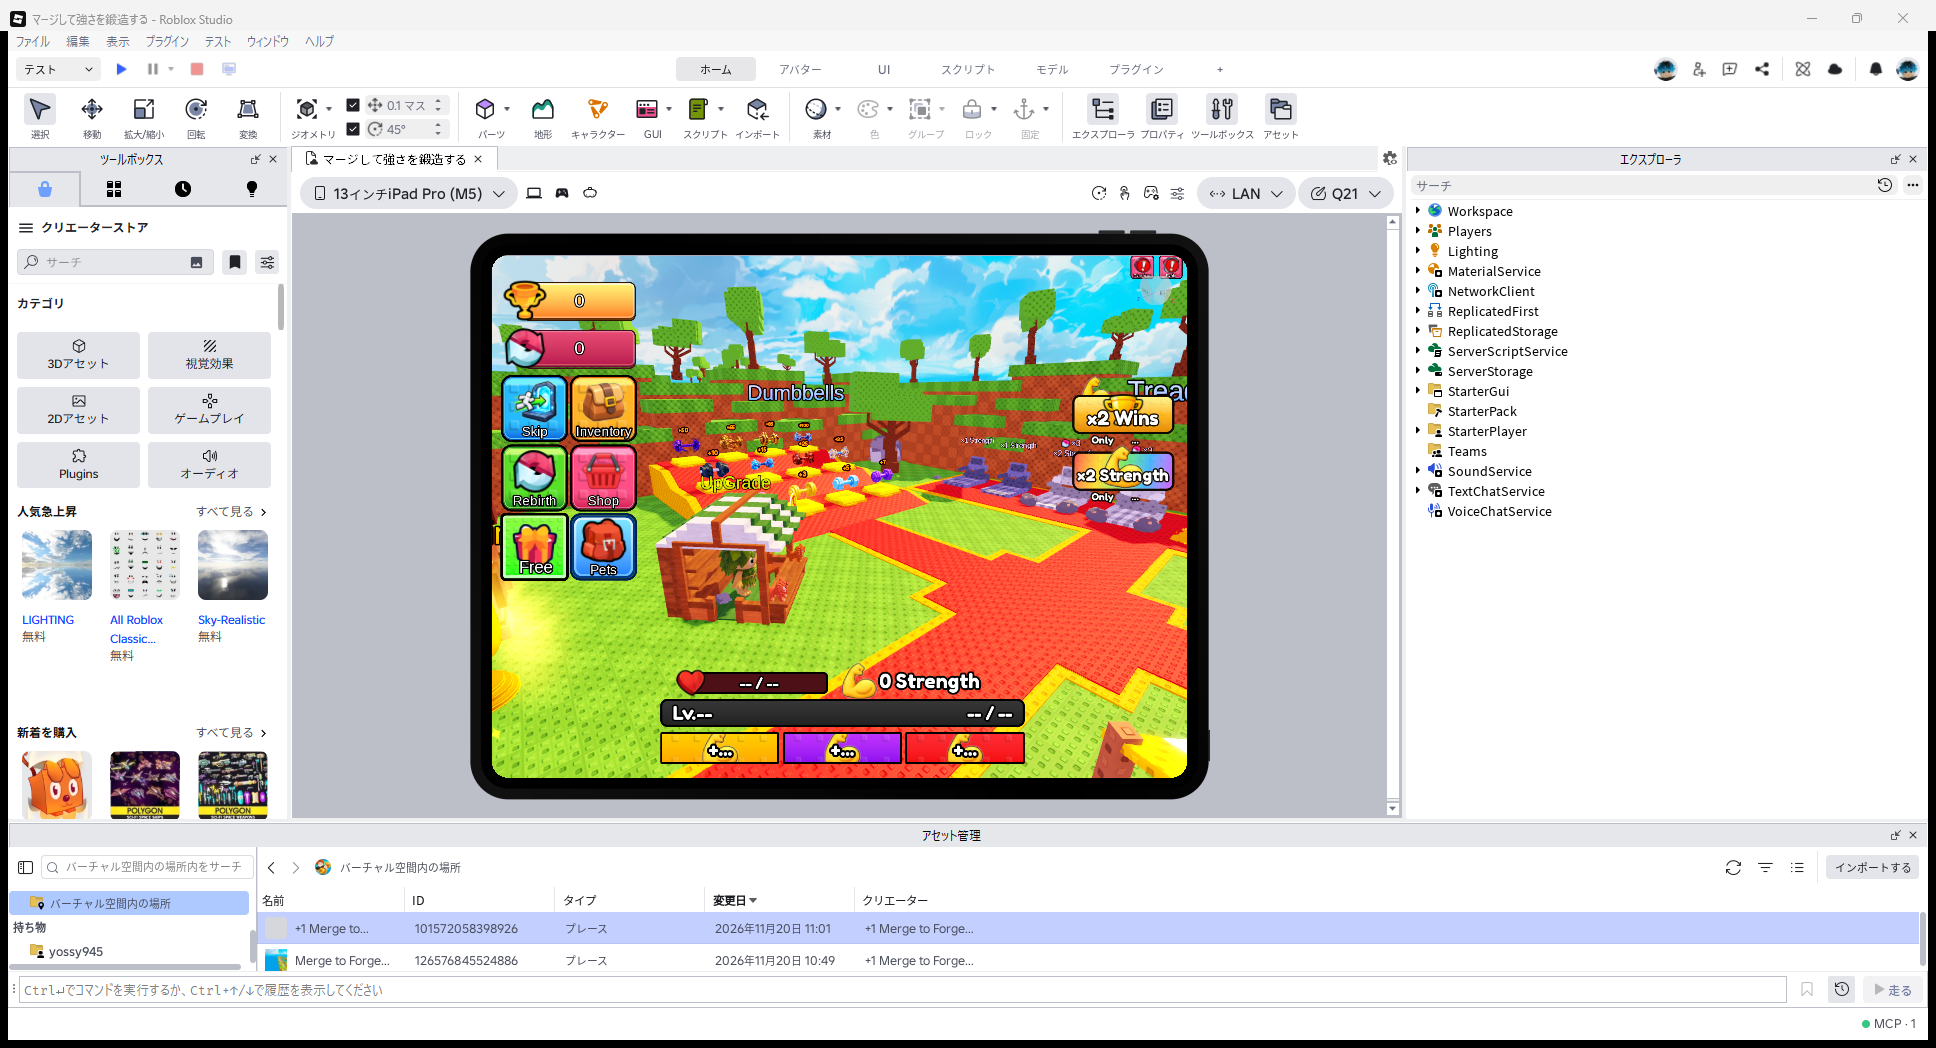 マージして強さを鍛造する - Roblox Studio
ファイル 編集 表示 プラグイン テスト ウィンドウ ヘルプ
テスト
ホーム アバター UI スクリプト モデル プラグイン +
選択 移動 拡大/縮小 回転 変換 ジオメトリ
0.1 マス
45°
パーツ 地形 キャラクター GUI スクリプト インポート 素材 色 グループ ロック 固定 エクスプローラ プロパティ ツールボックス アセット
ツールボックス
クリエーターストア
サーチ
カテゴリ
3Dアセット 視覚効果
2Dアセット ゲームプレイ
Plugins オーディオ
人気急上昇 すべて見る
LIGHTING
無料
All Roblox Classic...
無料
Sky-Realistic
無料
新着を購入 すべて見る
POLYGON
POLYGON
マージして強さを鍛造する
13インチiPad Pro (M5)
LAN
Q21
0
0
Skip Inventory
Rebirth Shop
Free Pets
Dumbbells
Trea
UpGrade
x2 Wins
Only ...
x2 Strength
Only ...
-- / --
0 Strength
Lv.--
-- / --
+... +... +...
エクスプローラ
サーチ
Workspace
Players
Lighting
MaterialService
NetworkClient
ReplicatedFirst
ReplicatedStorage
ServerScriptService
ServerStorage
StarterGui
StarterPack
StarterPlayer
Teams
SoundService
TextChatService
VoiceChatService
アセット管理
バーチャル空間内の場所内をサーチ
バーチャル空間内の場所
持ち物
yossy945
バーチャル空間内の場所
インポートする
名前 ID タイプ 変更日 クリエーター
+1 Merge to... 101572058398926 プレース 2026年11月20日 11:01 +1 Merge to Forge...
Merge to Forge... 126576845524886 プレース 2026年11月20日 10:49 +1 Merge to Forge...
Ctrl↵でコマンドを実行するか、Ctrl+↑/↓で履歴を表示してください
走る
MCP · 1